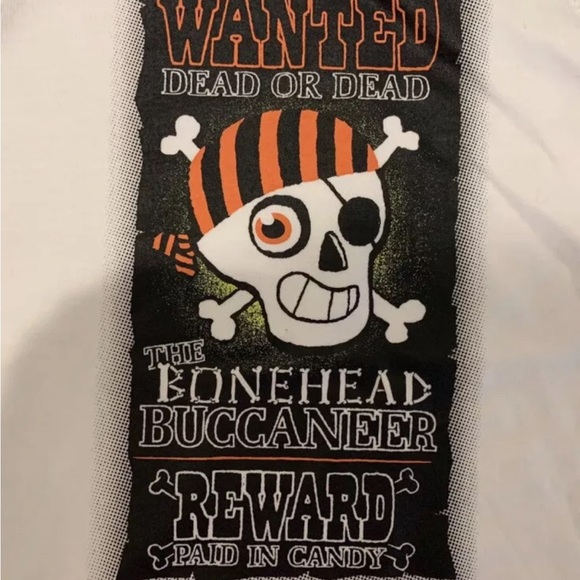 WANTED
DEAD OR DEAD
THE
BONEHEAD
BUCCANEER
REWARD
PAID IN CANDY